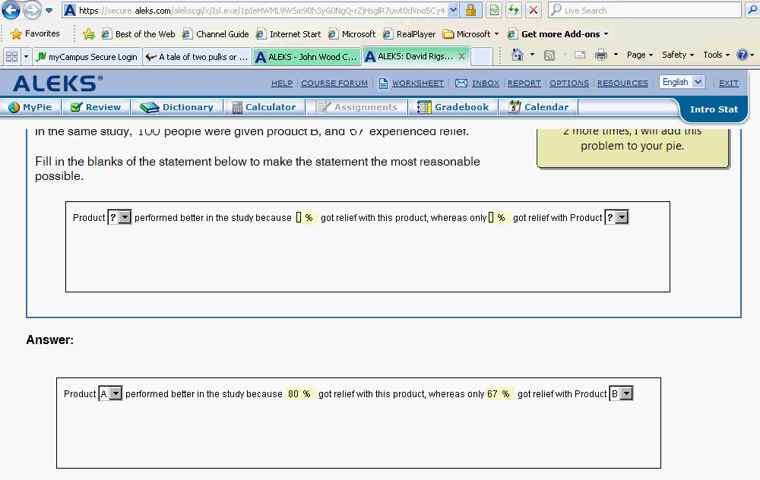 https://secure.aleks.com/alekscgi/x/Isl.exe/
Live Search
Favorites Best of the Web Channel Guide Internet Start Microsoft RealPlayer Microsoft Get more Add-ons
myCampus Secure Login A tale of two pulks or ... ALEKS - John Wood C... ALEKS: David Rigs... Page Safety Tools
ALEKS® HELP COURSE FORUM WORKSHEET INBOX REPORT OPTIONS RESOURCES English EXIT
MyPie Review Dictionary Calculator Assignments Gradebook Calendar Intro Stat
In the same study, 100 people were given product B, and 67 experienced relief.
2 more times, I will add this
problem to your pie.
Fill in the blanks of the statement below to make the statement the most reasonable
possible.
Product ? performed better in the study because % got relief with this product, whereas only % got relief with Product ?
Answer:
Product A performed better in the study because 80 % got relief with this product, whereas only 67 % got relief with Product B